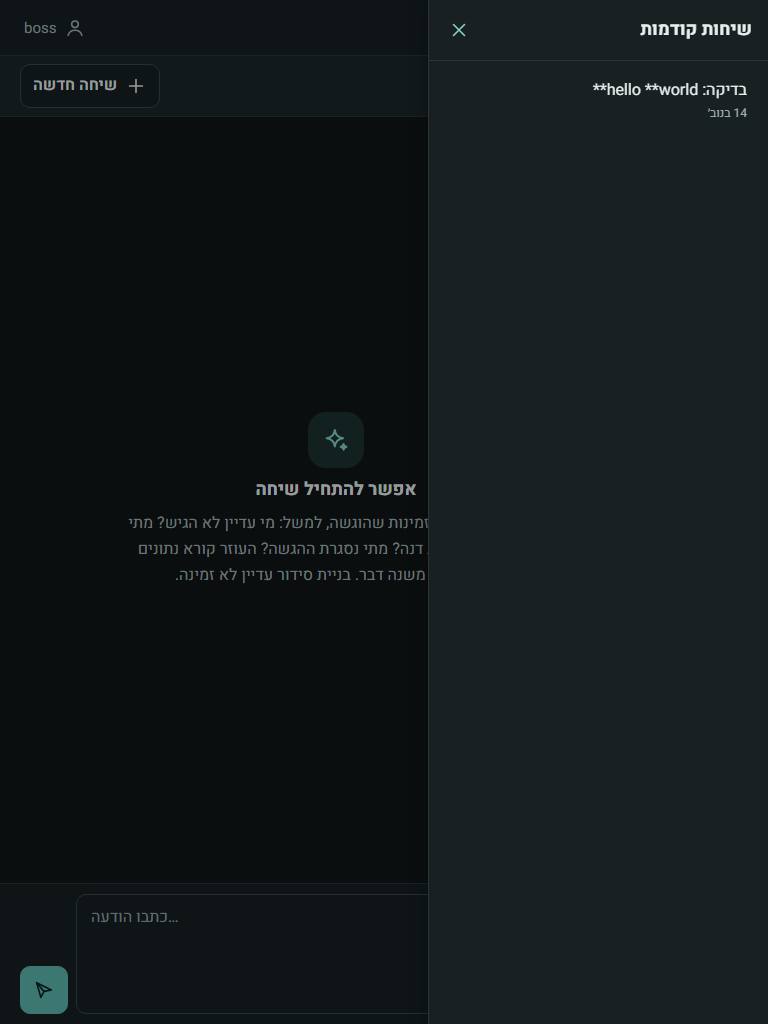 boss
שיחות קודמות
שיחה חדשה
בדיקה: hello **world**
14 בנוב׳
אפשר להתחיל שיחה
זמינות שהוגשה, למשל: מי עדיין לא הגיש? מתי
דנה? מתי נסגרת ההגשה? העוזר קורא נתונים
משנה דבר. בניית סידור עדיין לא זמינה.
כתבו הודעה…